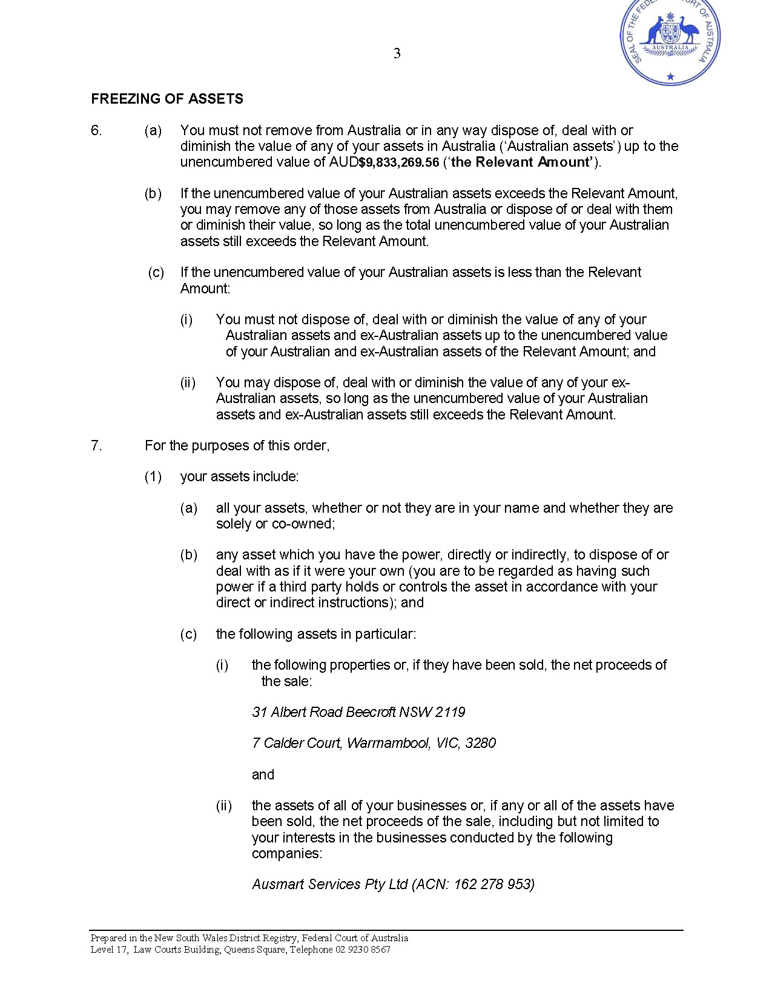 SEAL OF THE FEDERAL COURT OF AUSTRALIA
AUSTRALIA
3
FREEZING OF ASSETS
6. (a) You must not remove from Australia or in any way dispose of, deal with or
diminish the value of any of your assets in Australia (‘Australian assets’) up to the
unencumbered value of AUD$9,833,269.56 (‘the Relevant Amount’).
(b) If the unencumbered value of your Australian assets exceeds the Relevant Amount,
you may remove any of those assets from Australia or dispose of or deal with them
or diminish their value, so long as the total unencumbered value of your Australian
assets still exceeds the Relevant Amount.
(c) If the unencumbered value of your Australian assets is less than the Relevant
Amount:
(i) You must not dispose of, deal with or diminish the value of any of your
Australian assets and ex-Australian assets up to the unencumbered value
of your Australian and ex-Australian assets of the Relevant Amount; and
(ii) You may dispose of, deal with or diminish the value of any of your ex-
Australian assets, so long as the unencumbered value of your Australian
assets and ex-Australian assets still exceeds the Relevant Amount.
7. For the purposes of this order,
(1) your assets include:
(a) all your assets, whether or not they are in your name and whether they are
solely or co-owned;
(b) any asset which you have the power, directly or indirectly, to dispose of or
deal with as if it were your own (you are to be regarded as having such
power if a third party holds or controls the asset in accordance with your
direct or indirect instructions); and
(c) the following assets in particular:
(i) the following properties or, if they have been sold, the net proceeds of
the sale:
31 Albert Road Beecroft NSW 2119
7 Calder Court, Warrnambool, VIC, 3280
and
(ii) the assets of all of your businesses or, if any or all of the assets have
been sold, the net proceeds of the sale, including but not limited to
your interests in the businesses conducted by the following
companies:
Ausmart Services Pty Ltd (ACN: 162 278 953)
Prepared in the New South Wales District Registry, Federal Court of Australia
Level 17, Law Courts Building, Queens Square, Telephone 02 9230 8567